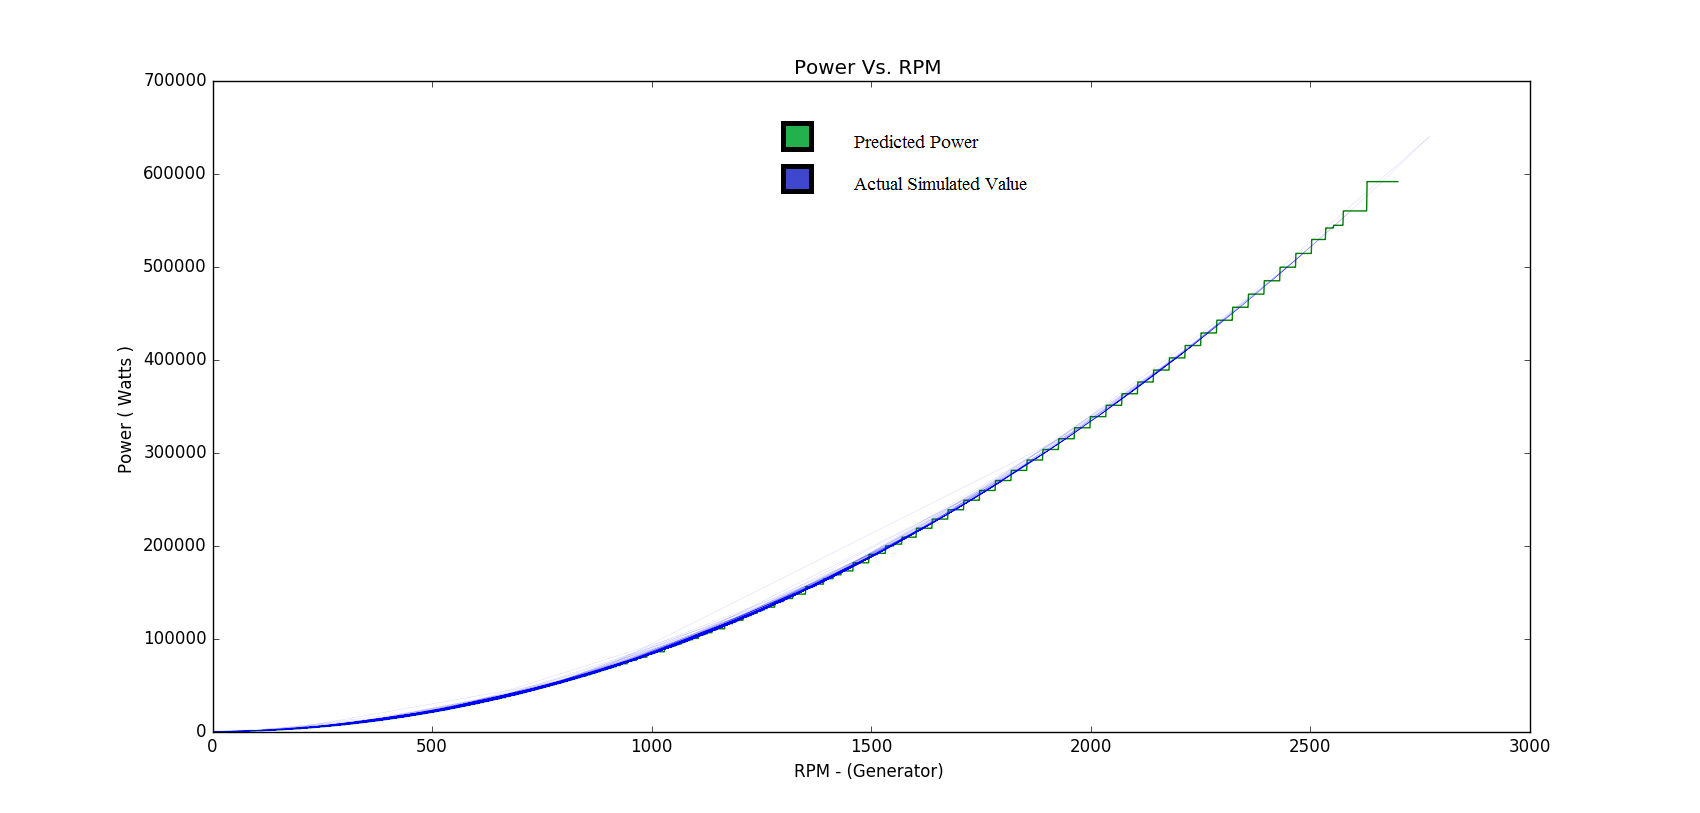 Power Vs. RPM
700000
600000
500000
400000
300000
200000
100000
0
Power ( Watts )
Predicted Power
Actual Simulated Value
0 500 1000 1500 2000 2500 3000
RPM - (Generator)